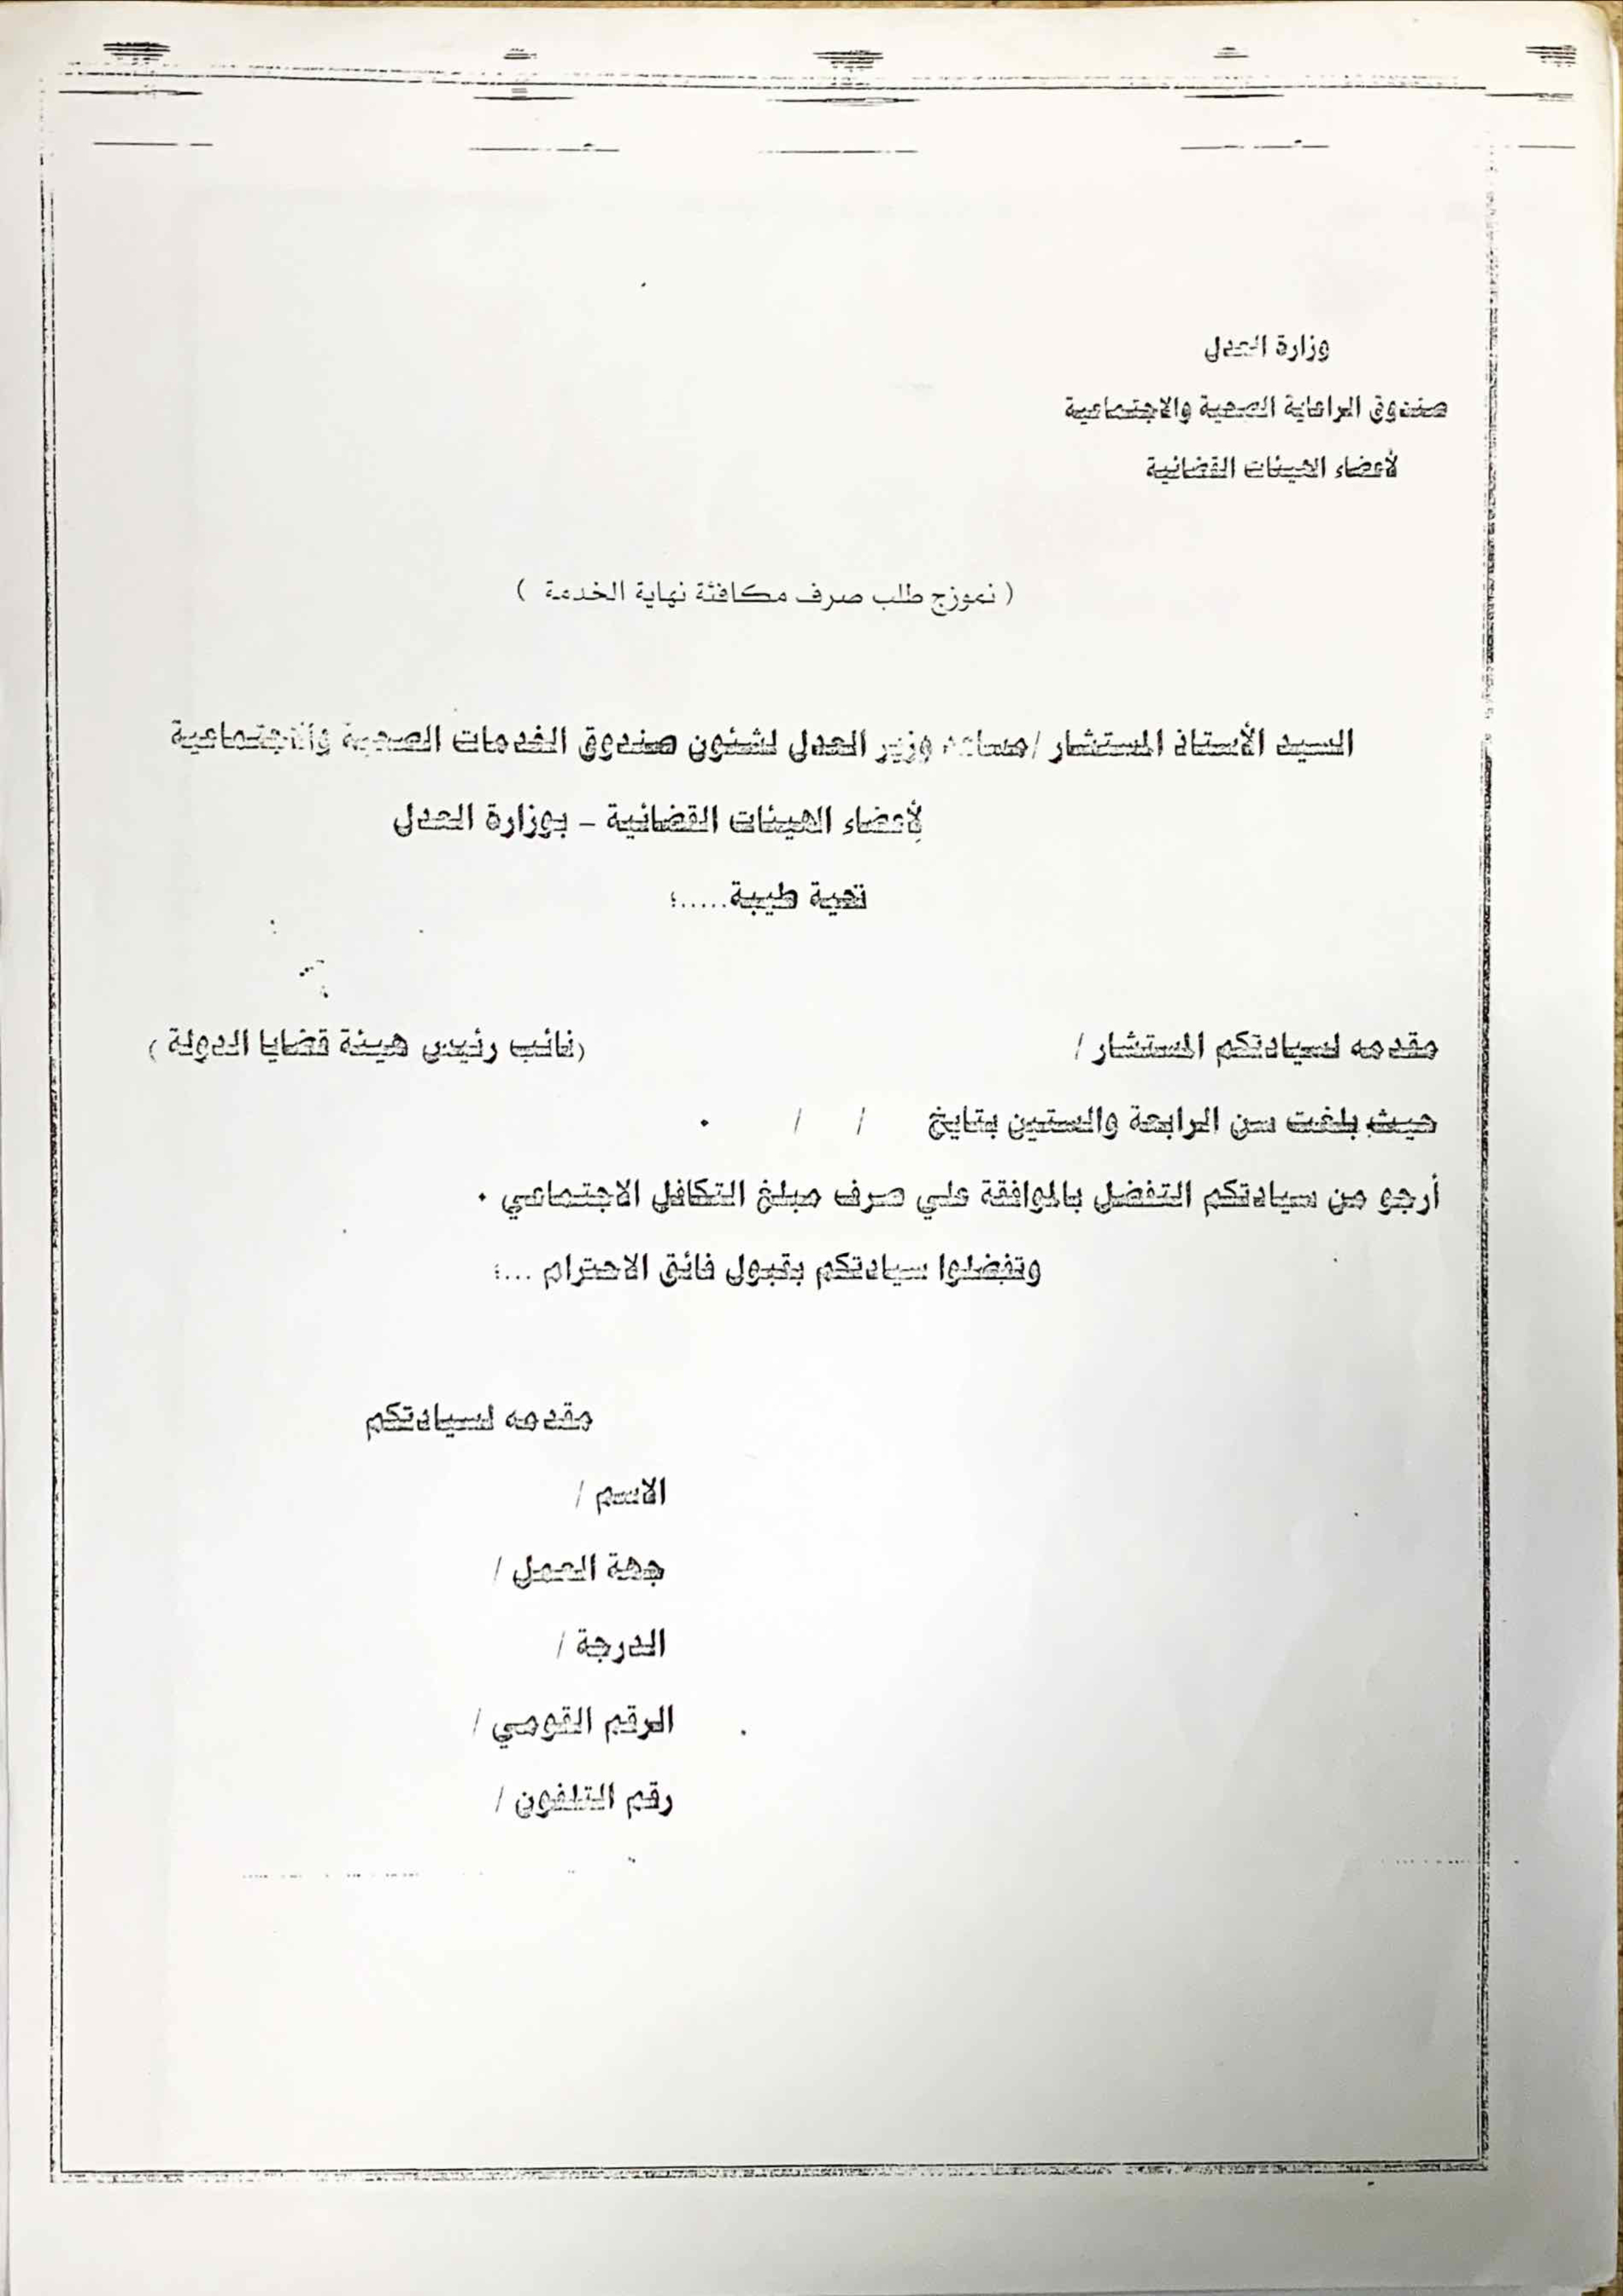 وزارة العدل
صندوق الراعاية الصحية والاجتماعية
لأعضاء الهيئات القضائية
( نموزج طلب صرف مكافئة نهاية الخدمة )
السيد الأستاذ المستشار /مساعد وزير العدل لشئون صندوق الخدمات الصحية والاجتماعية
لأعضاء الهيئات القضائية – بوزارة العدل
تحية طيبة.....؛
مقدمه لسيادتكم المستشار / (نائب رئيس هيئة قضايا الدولة )
حيث بلغت سن الرابعة والستين بتايخ / / .
أرجو من سيادتكم التفضل بالموافقة علي صرف مبلغ التكافل الاجتماعي .
وتفضلوا سيادتكم بقبول فائق الاحترام ...؛
مقدمه لسيادتكم
الاسم /
جهة العمل /
الدرجة /
الرقم القومي /
رقم التلفون /